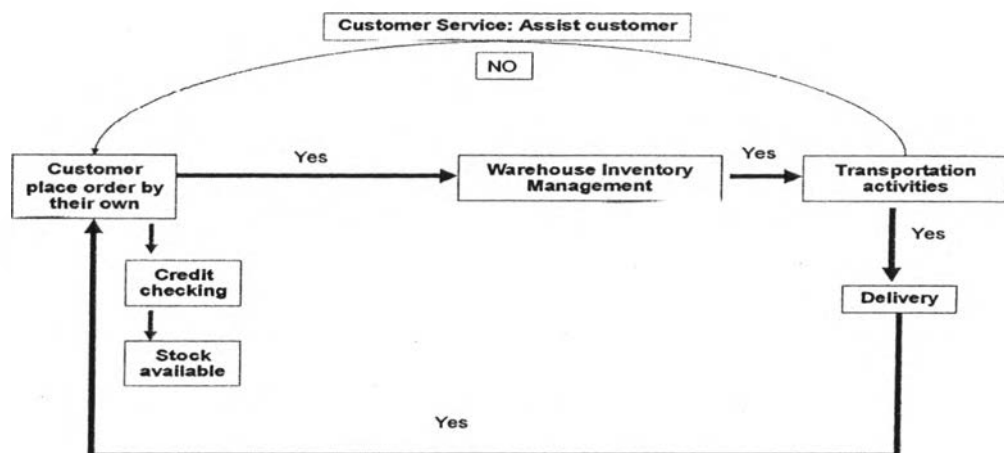 Customer Service: Assist customer
NO
Customer
place order by
their own
Yes
Warehouse Inventory
Management
Yes
Transportation
activities
Yes
Credit
checking
Delivery
Stock
available
Yes